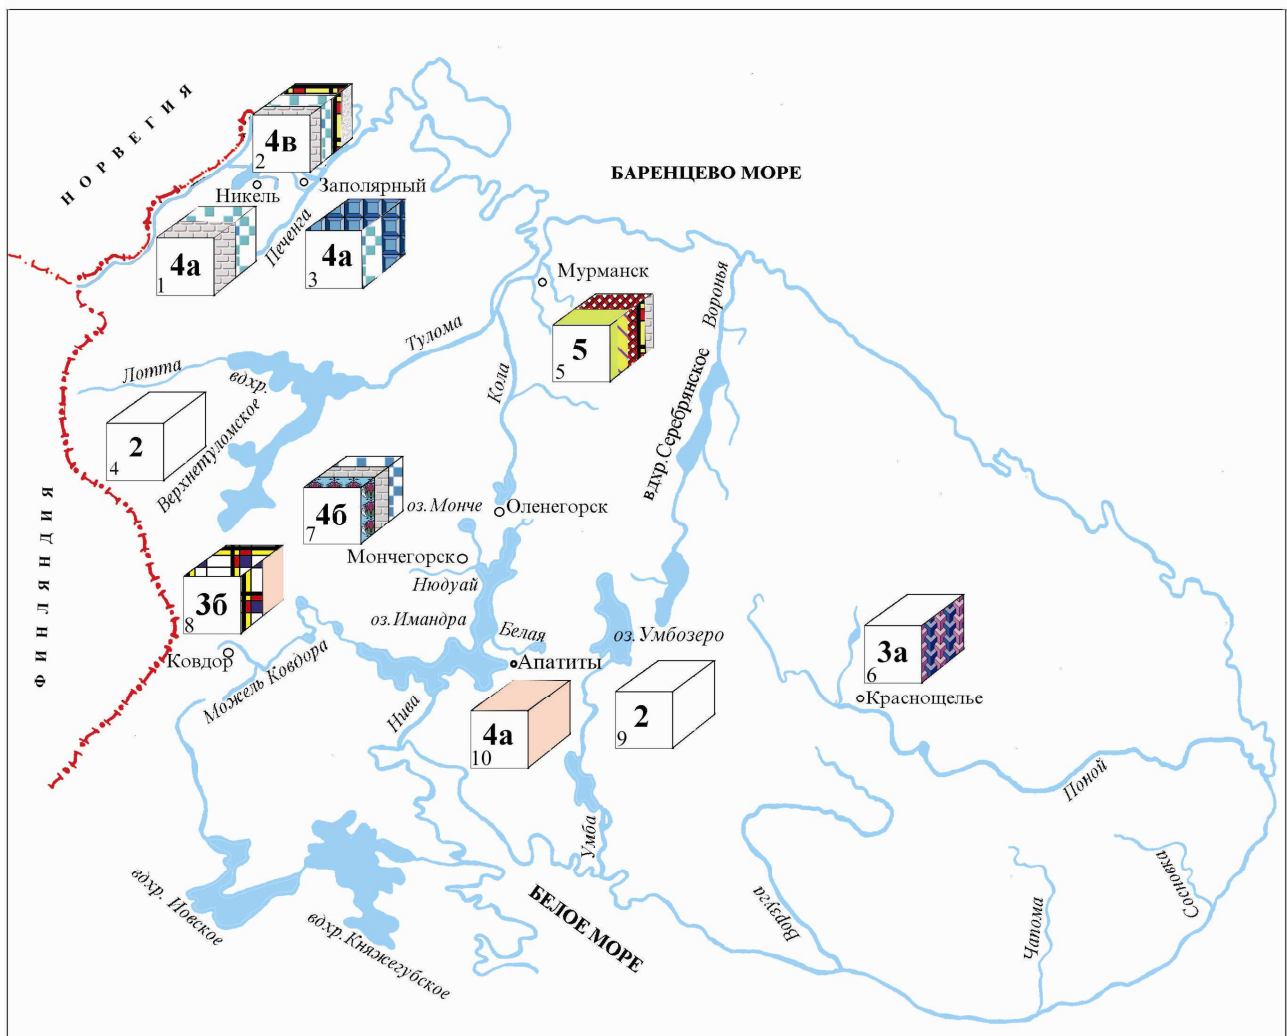 НОРВЕГИЯ
4в
2
Никель
Заполярный
БАРЕНЦЕВО МОРЕ
Печенга
4а
1
4а
3
Мурманск
Воронья
Тулома
5
5
Кола
Лотта
вдхр.
Верхнетуломское
вдхр. Серебрянское
2
4
ФИНЛЯНДИЯ
4б
7
оз. Монче
Оленегорск
Мончегорск
Нюдуай
3б
8
оз. Имандра
Белая
оз. Умбозеро
3а
6
Ковдор
Можель Ковдора
Апатиты
Краснощелье
Нива
4а
10
2
9
Поной
Умба
вдхр. Иовское
вдхр. Княжегубское
БЕЛОЕ МОРЕ
Ворзуга
Чапома
Сосновка